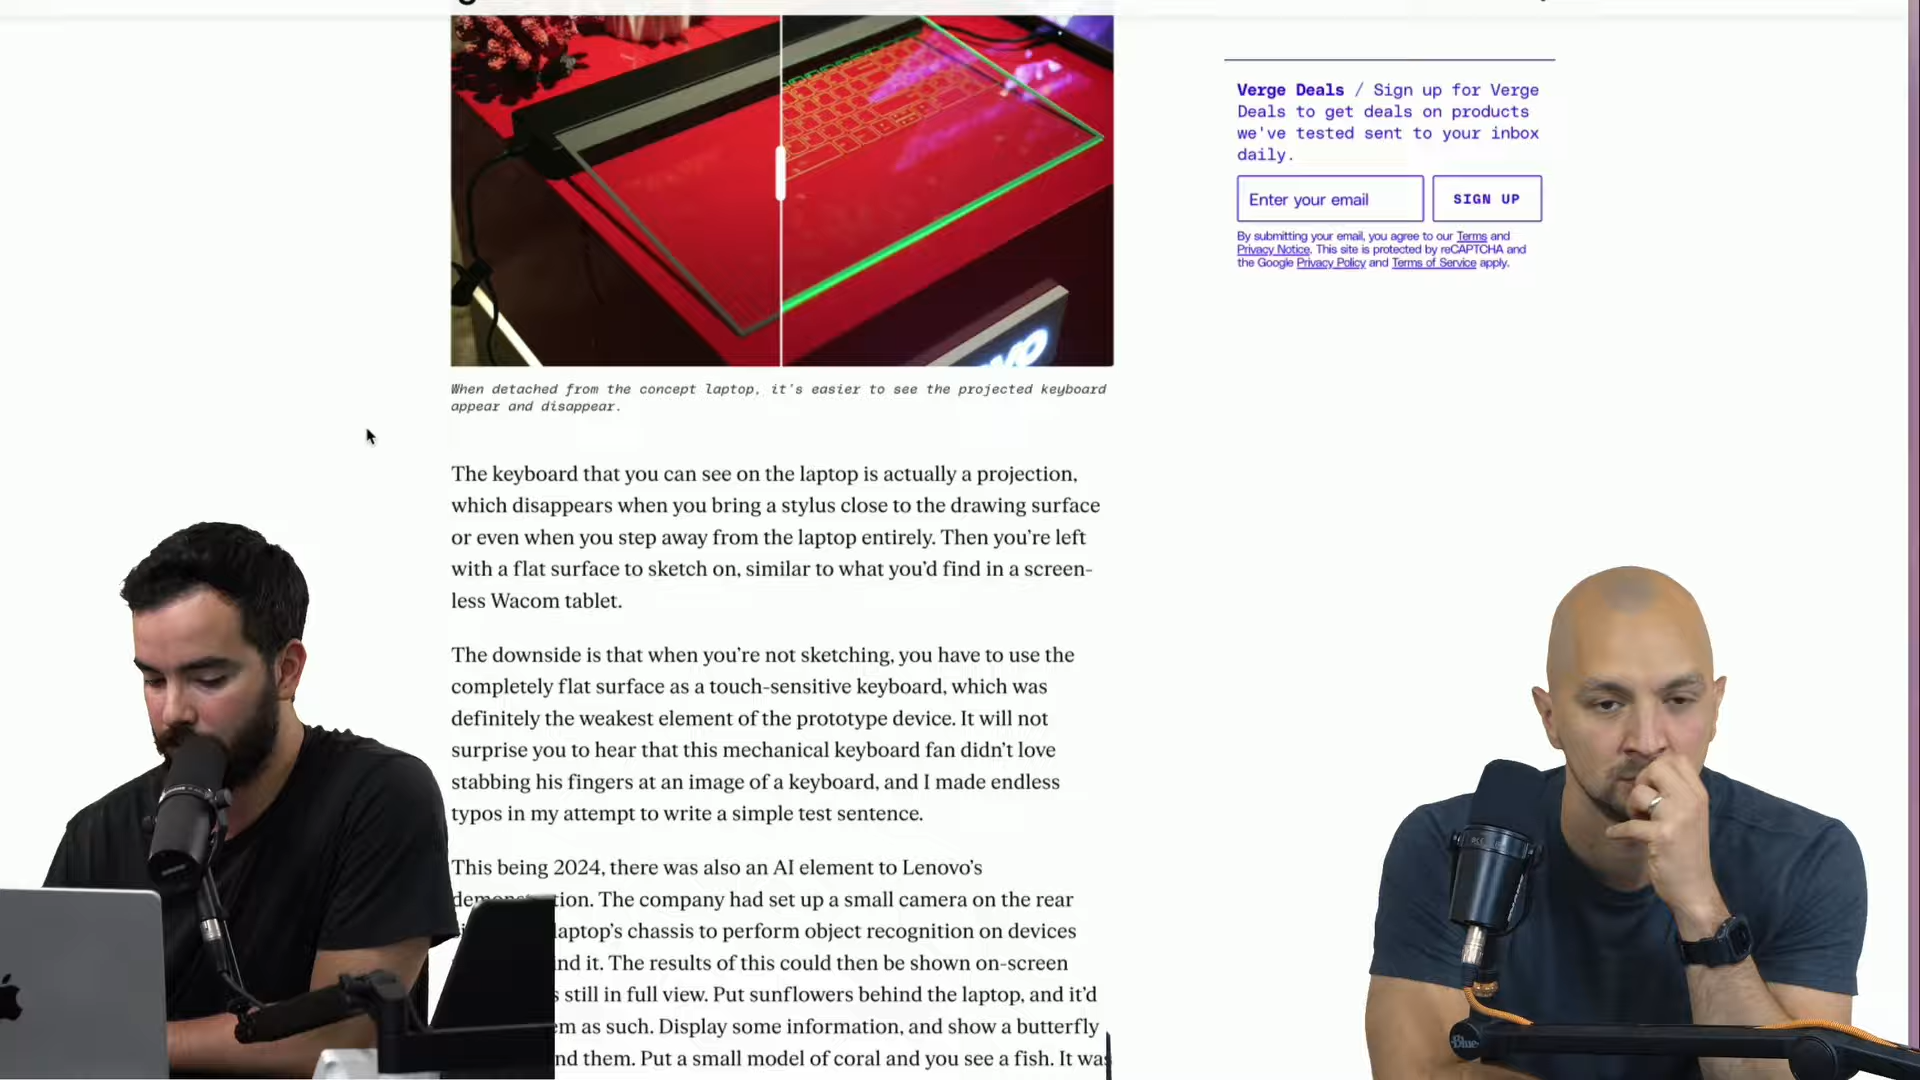 When detached from the concept laptop, it's easier to see the projected keyboard
appear and disappear.
The keyboard that you can see on the laptop is actually a projection,
which disappears when you bring a stylus close to the drawing surface
or even when you step away from the laptop entirely. Then you're left
with a flat surface to sketch on, similar to what you'd find in a screen-
less Wacom tablet.
The downside is that when you're not sketching, you have to use the
completely flat surface as a touch-sensitive keyboard, which was
definitely the weakest element of the prototype device. It will not
surprise you to hear that this mechanical keyboard fan didn't love
stabbing his fingers at an image of a keyboard, and I made endless
typos in my attempt to write a simple test sentence.
This being 2024, there was also an AI element to Lenovo's
The company had set up a small camera on the rear
laptop's chassis to perform object recognition on devices
it. The results of this could then be shown on-screen
still in full view. Put sunflowers behind the laptop, and it'd
as such. Display some information, and show a butterfly
them. Put a small model of coral and you see a fish. It was
Verge Deals / Sign up for Verge
Deals to get deals on products
we've tested sent to your inbox
daily.
Enter your email
SIGN UP
By submitting your email, you agree to our Terms and
Privacy Notice. This site is protected by reCAPTCHA and
the Google Privacy Policy and Terms of Service apply.
Blue